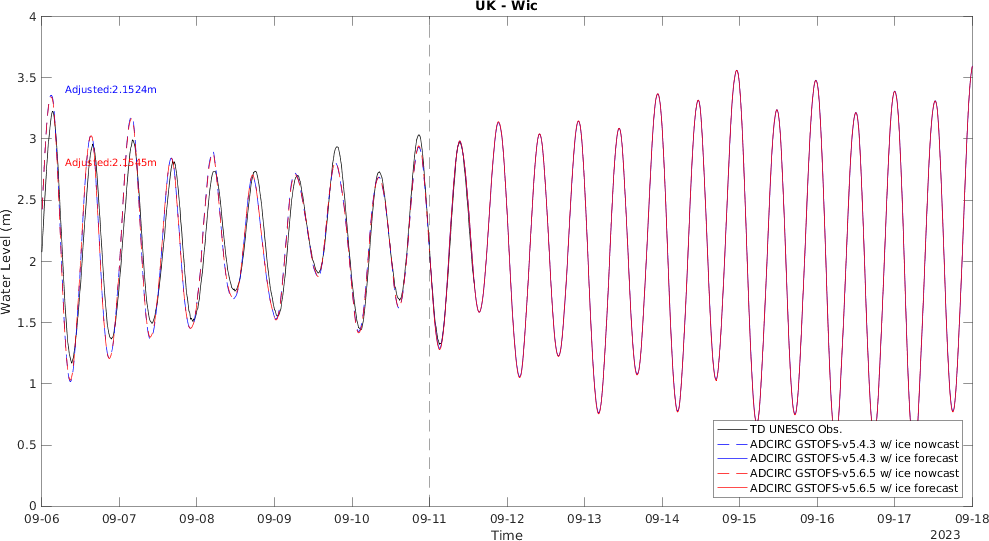 UK - Wic
4
3.5
3
2.5
2
1.5
1
0.5
0
Water Level (m)
Adjusted:2.1524m
Adjusted:2.1545m
TD UNESCO Obs.
ADCIRC GSTOFS-v5.4.3 w/ ice nowcast
ADCIRC GSTOFS-v5.4.3 w/ ice forecast
ADCIRC GSTOFS-v5.6.5 w/ ice nowcast
ADCIRC GSTOFS-v5.6.5 w/ ice forecast
09-06 09-07 09-08 09-09 09-10 09-11 09-12 09-13 09-14 09-15 09-16 09-17 09-18
Time
2023